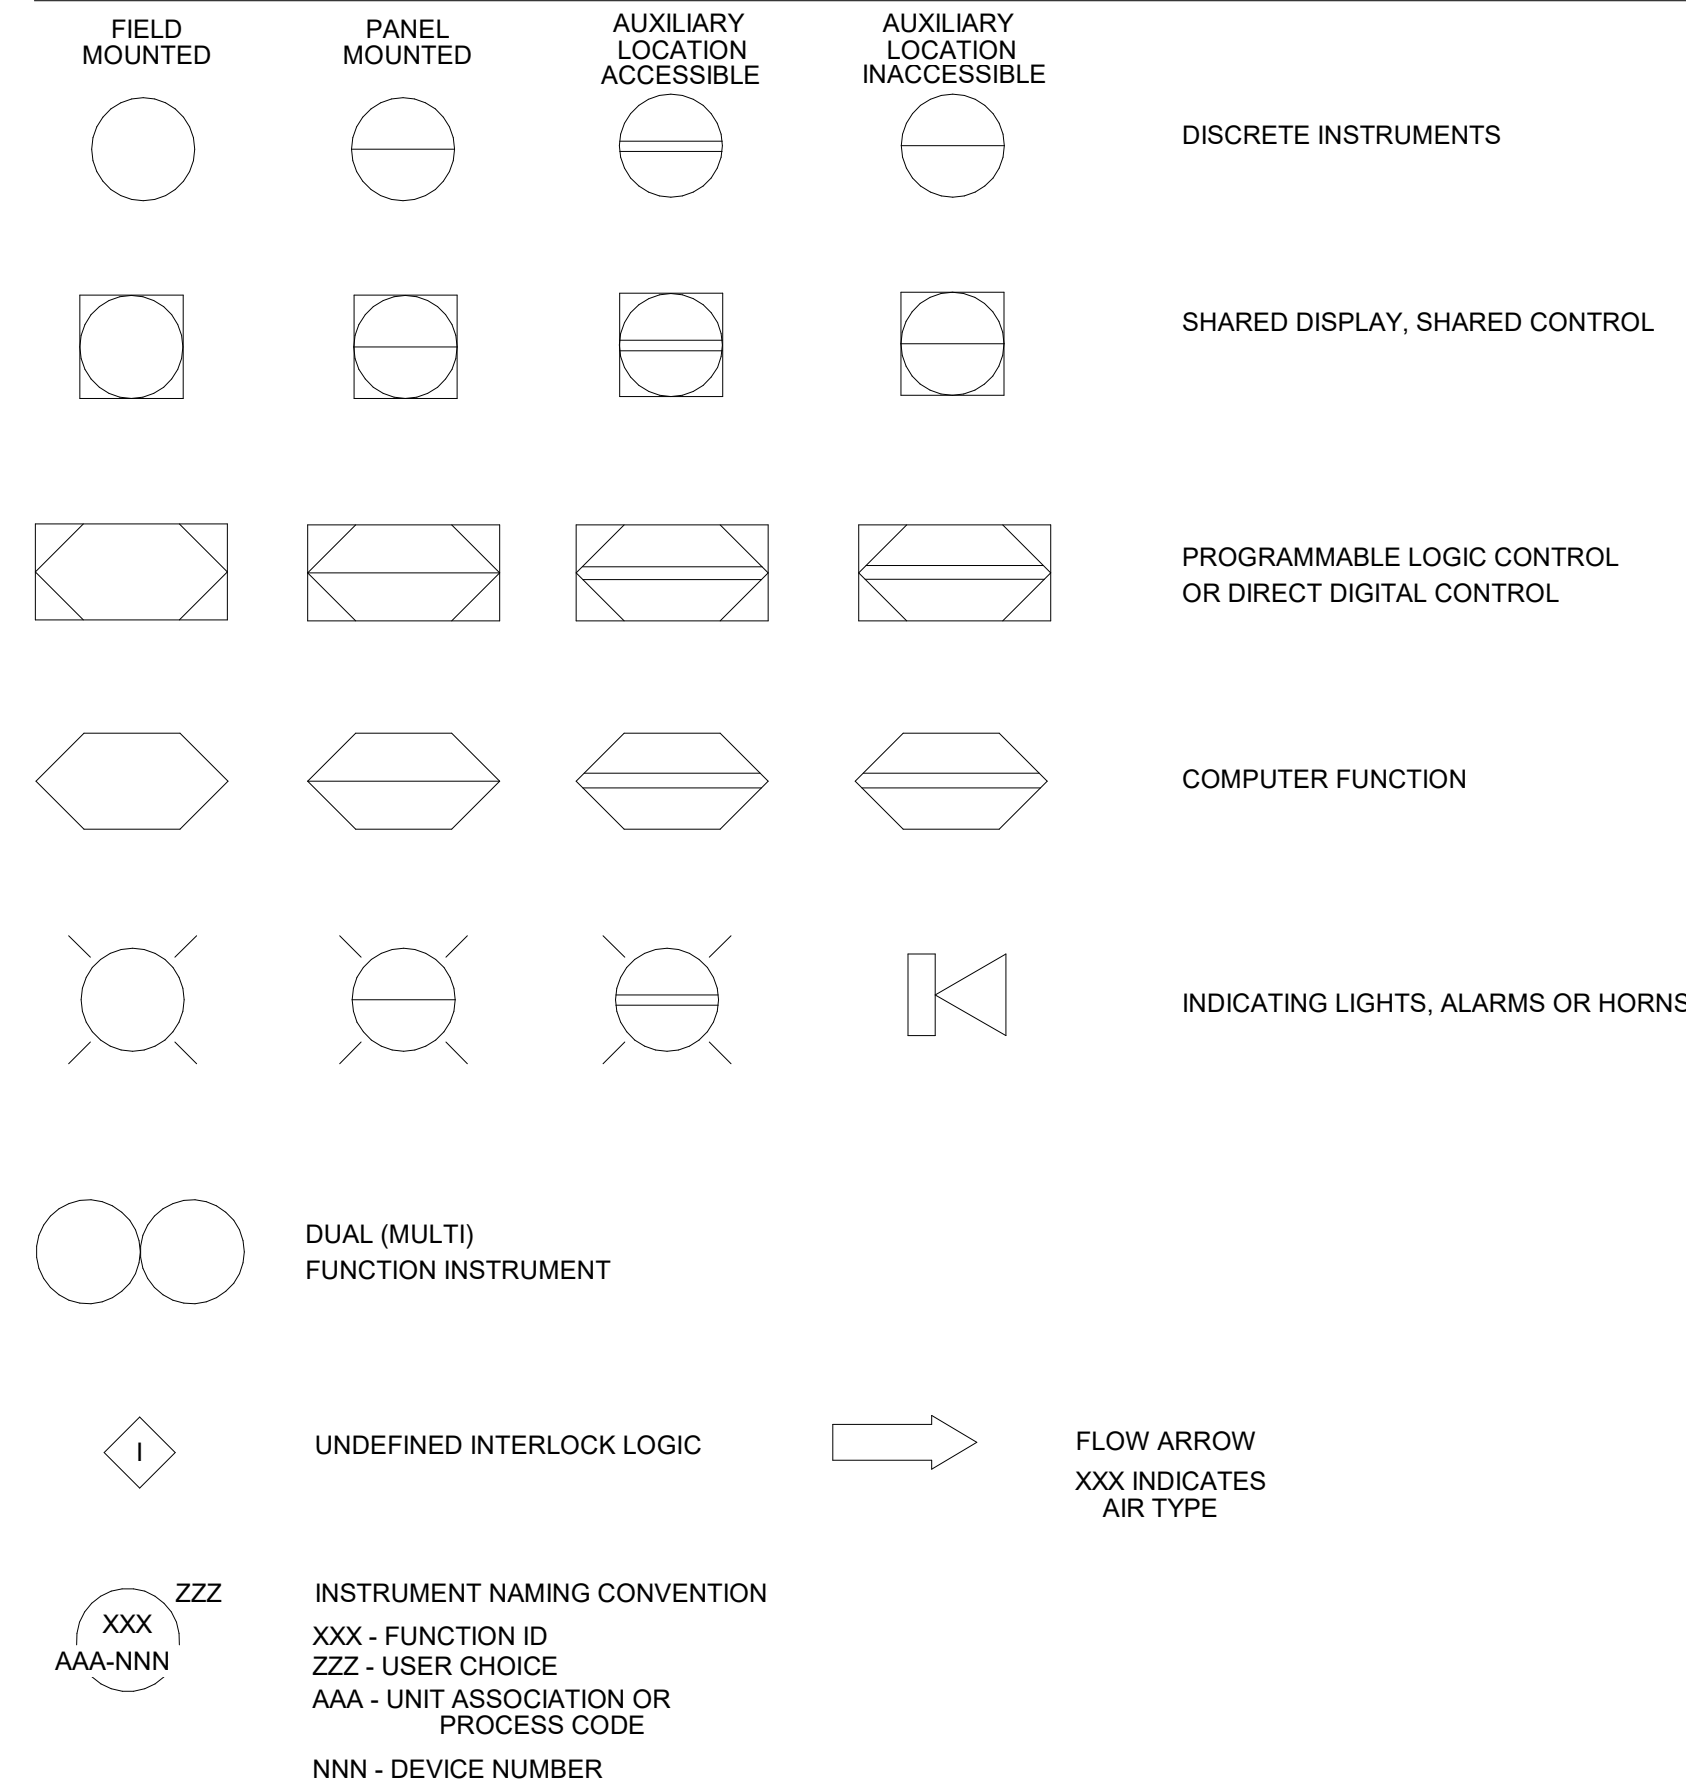 FIELD
MOUNTED
PANEL
MOUNTED
AUXILIARY
LOCATION
ACCESSIBLE
AUXILIARY
LOCATION
INACCESSIBLE
DISCRETE INSTRUMENTS
SHARED DISPLAY, SHARED CONTROL
PROGRAMMABLE LOGIC CONTROL
OR DIRECT DIGITAL CONTROL
COMPUTER FUNCTION
INDICATING LIGHTS, ALARMS OR HORNS
DUAL (MULTI)
FUNCTION INSTRUMENT
I
UNDEFINED INTERLOCK LOGIC
FLOW ARROW
XXX INDICATES
AIR TYPE
ZZZ
XXX
AAA-NNN
INSTRUMENT NAMING CONVENTION
XXX - FUNCTION ID
ZZZ - USER CHOICE
AAA - UNIT ASSOCIATION OR
PROCESS CODE
NNN - DEVICE NUMBER